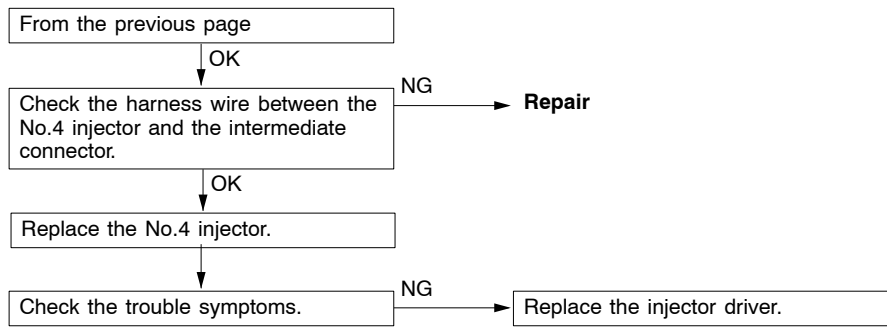 From the previous page
OK
Check the harness wire between the
No.4 injector and the intermediate
connector.
NG
Repair
OK
Replace the No.4 injector.
Check the trouble symptoms.
NG
Replace the injector driver.